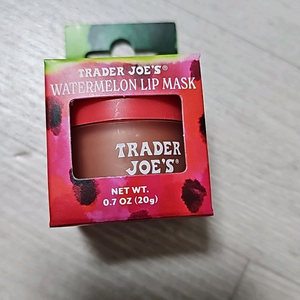 TRADER JOE'S®
WATERMELON LIP MASK
TRADER
JOE'S®
NET WT.
0.7 OZ (20g)